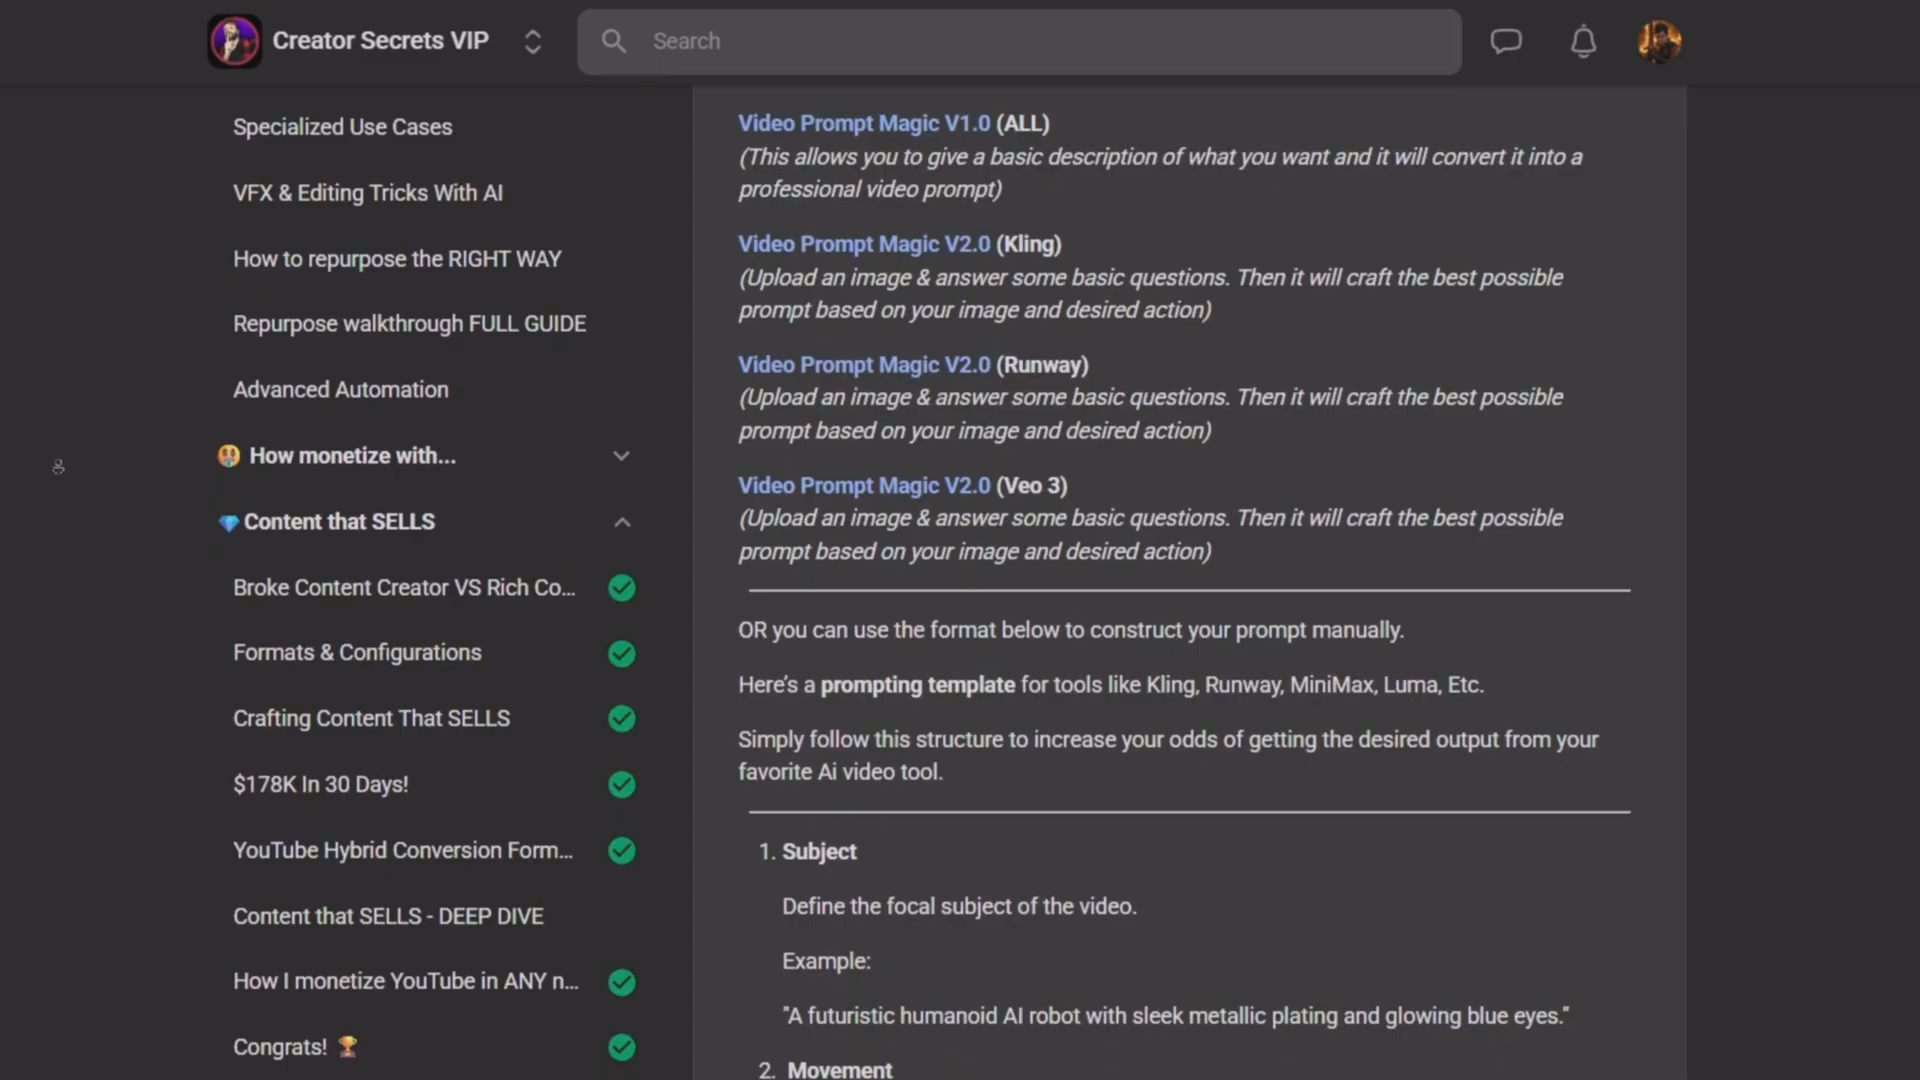 Creator Secrets VIP
Search
Specialized Use Cases
VFX & Editing Tricks With AI
How to repurpose the RIGHT WAY
Repurpose walkthrough FULL GUIDE
Advanced Automation
How monetize with...
Content that SELLS
Broke Content Creator VS Rich Co...
Formats & Configurations
Crafting Content That SELLS
$178K In 30 Days!
YouTube Hybrid Conversion Form...
Content that SELLS - DEEP DIVE
How I monetize YouTube in ANY n...
Congrats! 🏆
Video Prompt Magic V1.0 (ALL)
(This allows you to give a basic description of what you want and it will convert it into a
professional video prompt)
Video Prompt Magic V2.0 (Kling)
(Upload an image & answer some basic questions. Then it will craft the best possible
prompt based on your image and desired action)
Video Prompt Magic V2.0 (Runway)
(Upload an image & answer some basic questions. Then it will craft the best possible
prompt based on your image and desired action)
Video Prompt Magic V2.0 (Veo 3)
(Upload an image & answer some basic questions. Then it will craft the best possible
prompt based on your image and desired action)
OR you can use the format below to construct your prompt manually.
Here's a prompting template for tools like Kling, Runway, MiniMax, Luma, Etc.
Simply follow this structure to increase your odds of getting the desired output from your
favorite Ai video tool.
1. Subject
Define the focal subject of the video.
Example:
"A futuristic humanoid AI robot with sleek metallic plating and glowing blue eyes."
2. Movement